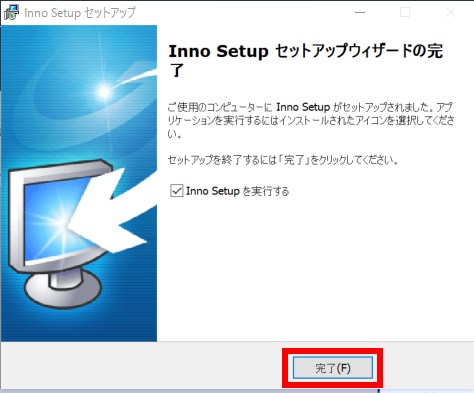 Inno Setup セットアップ
Inno Setup セットアップウィザードの完
了
ご使用のコンピューターに Inno Setup がセットアップされました。アプ
リケーションを実行するにはインストールされたアイコンを選択してくださ
い。
セットアップを終了するには「完了」をクリックしてください。
Inno Setup を実行する
完了(F)